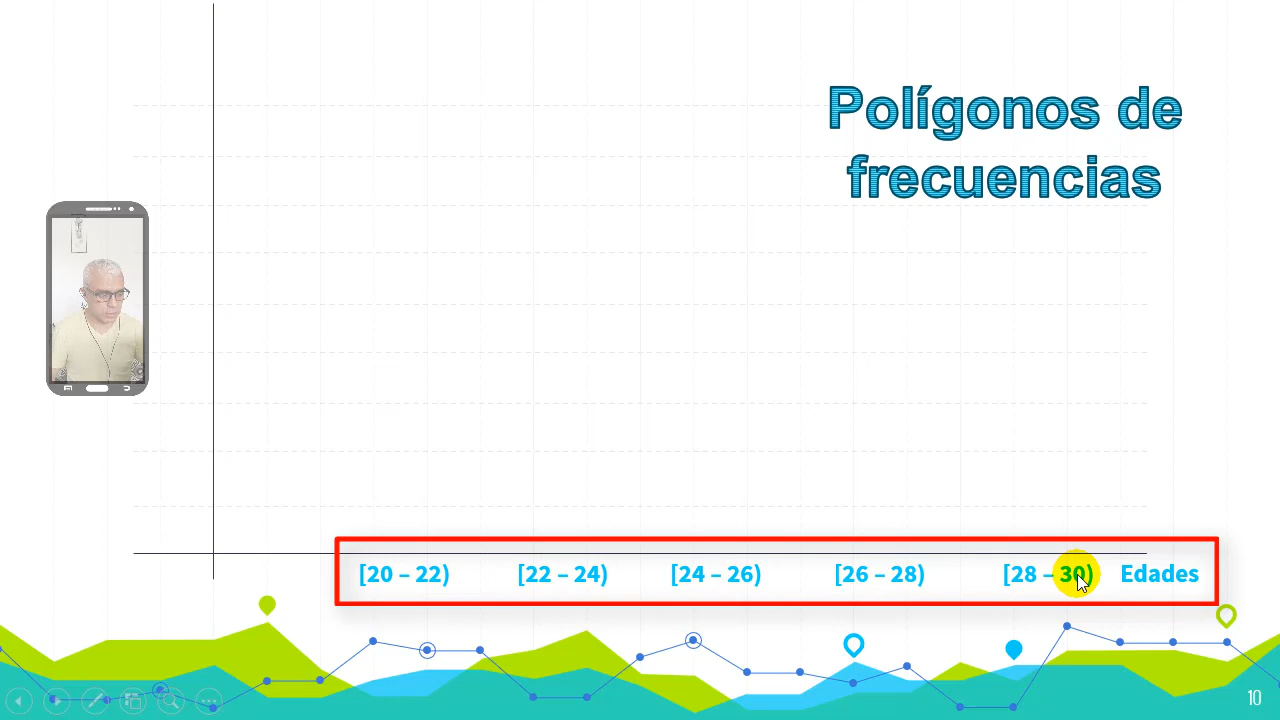 Polígonos de
frecuencias
[20 – 22) [22 – 24) [24 – 26) [26 – 28) [28 – 30) Edades
10